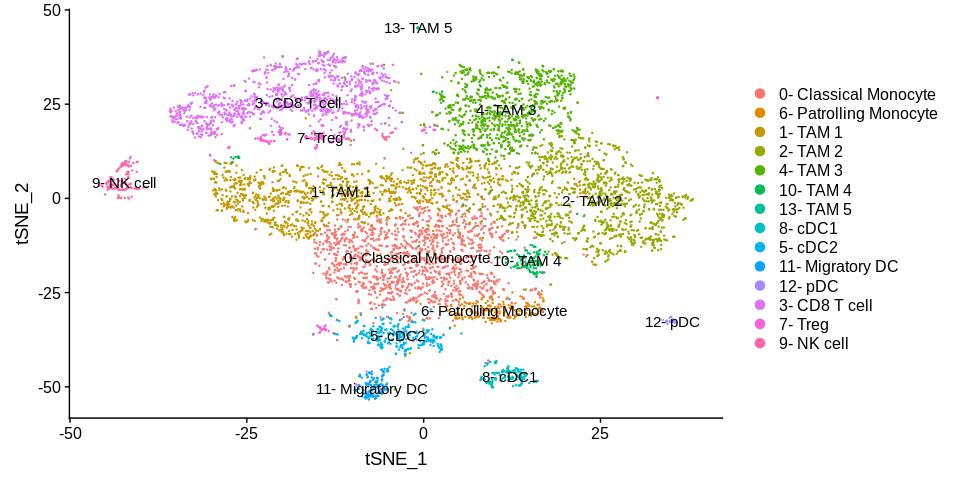 50
25
0
-25
-50
tSNE_2
13- TAM 5
3- CD8 T cell
4- TAM 3
7- Treg
9- NK cell
1- TAM 1
2- TAM 2
0- Classical Monocyte
10- TAM 4
6- Patrolling Monocyte
12- pDC
5- cDC2
8- cDC1
11- Migratory DC
-50
-25
0
25
tSNE_1
0- Classical Monocyte
6- Patrolling Monocyte
1- TAM 1
2- TAM 2
4- TAM 3
10- TAM 4
13- TAM 5
8- cDC1
5- cDC2
11- Migratory DC
12- pDC
3- CD8 T cell
7- Treg
9- NK cell